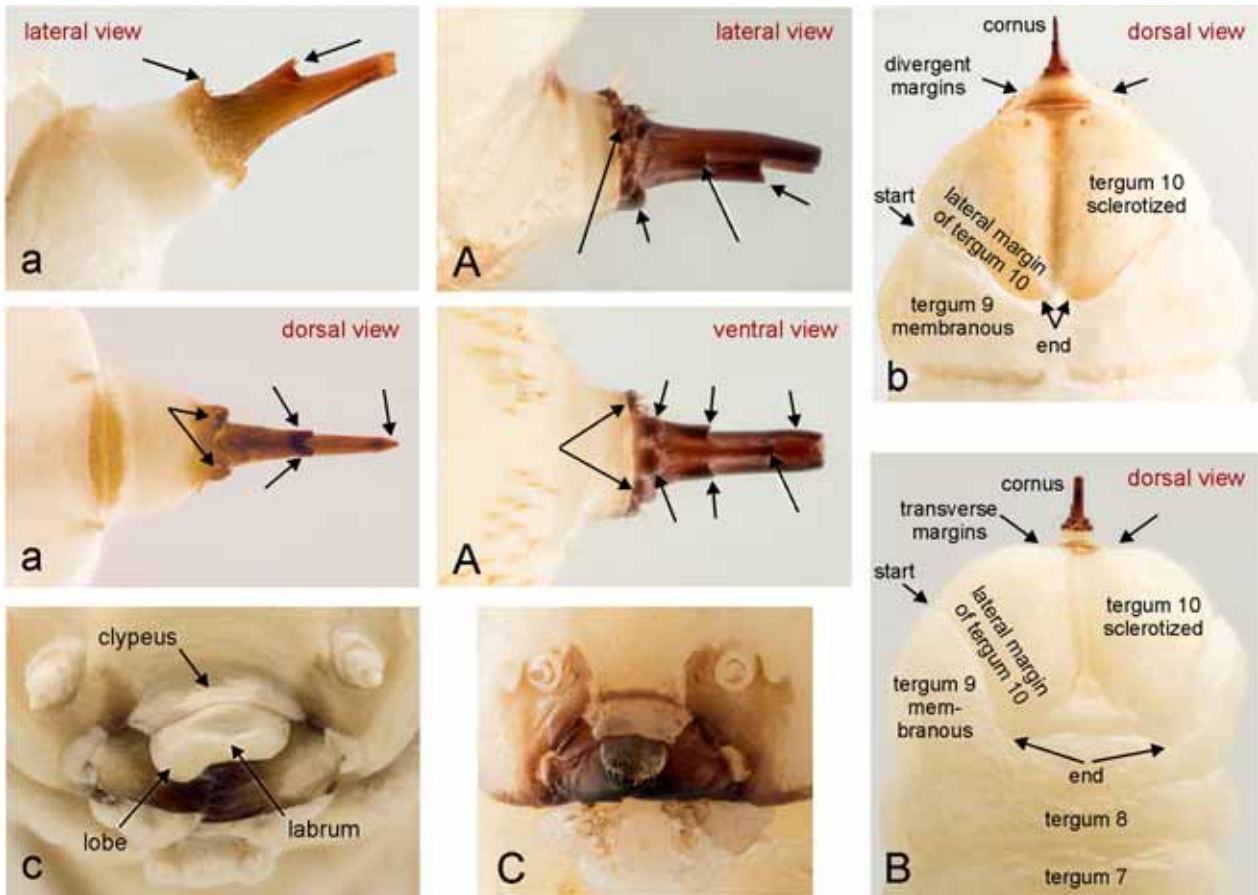 lateral view
a
lateral view
A
cornus
dorsal view
divergent
margins
start
lateral margin
of tergum 10
tergum 10
sclerotized
tergum 9
membranous
end
b
dorsal view
a
ventral view
A
clypeus
lobe
labrum
c
C
cornus
dorsal view
transverse
margins
start
lateral margin
of tergum 10
tergum 10
sclerotized
tergum 9
mem-
branous
end
tergum 8
tergum 7
B